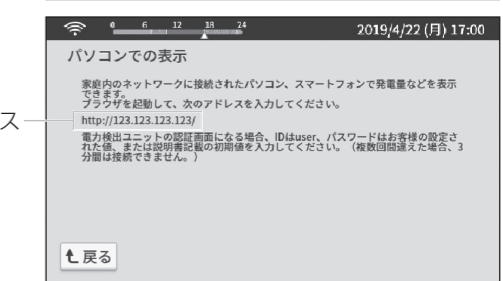 0 6 12 18 24 2019/4/22 (月) 17:00
パソコンでの表示
家庭内のネットワークに接続されたパソコン、スマートフォンで発電量などを表示
できます。
ブラウザを起動して、次のアドレスを入力してください。
ス
http://123.123.123.123/
電力検出ユニットの認証画面になる場合、IDはuser、パスワードはお客様の設定さ
れた値、または説明書記載の初期値を入力してください。（複数回間違えた場合、3
分間は接続できません。）
戻る